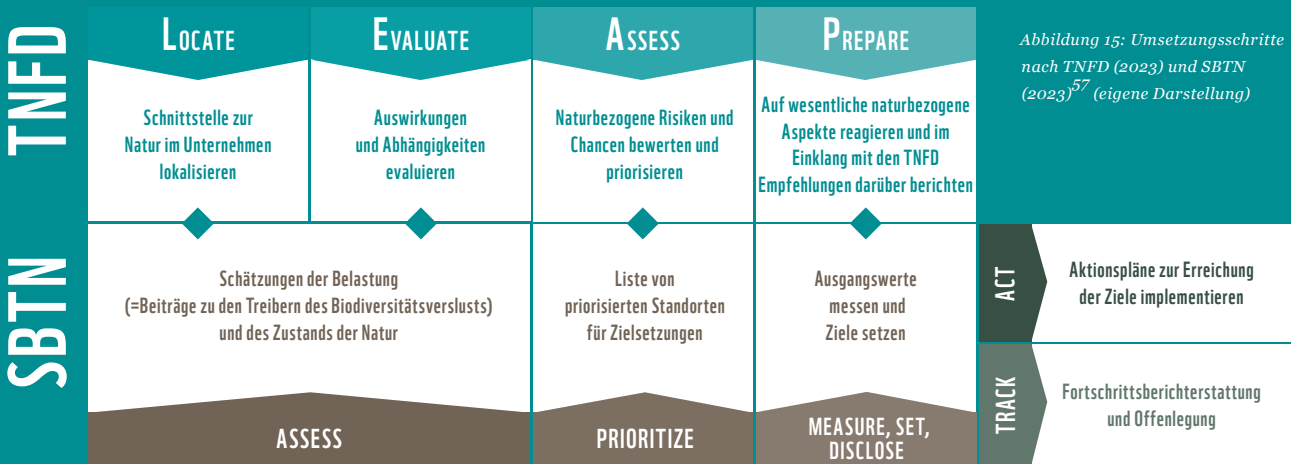 TNFD
LOCATE
EVALUATE
ASSESS
PREPARE
Schnittstelle zur
Natur im Unternehmen
lokalisieren
Auswirkungen
und Abhängigkeiten
evaluieren
Naturbezogene Risiken und
Chancen bewerten und
priorisieren
Auf wesentliche naturbezogene
Aspekte reagieren und im
Einklang mit den TNFD
Empfehlungen darüber berichten
Abbildung 15: Umsetzungsschritte
nach TNFD (2023) und SBTN
(2023)57 (eigene Darstellung)
SBTN
Schätzungen der Belastung
(=Beiträge zu den Treibern des Biodiversitätsverlusts)
und des Zustands der Natur
Liste von
priorisierten Standorten
für Zielsetzungen
Ausgangswerte
messen und
Ziele setzen
ASSESS
PRIORITIZE
MEASURE, SET,
DISCLOSE
ACT
Aktionspläne zur Erreichung
der Ziele implementieren
TRACK
Fortschrittsberichterstattung
und Offenlegung